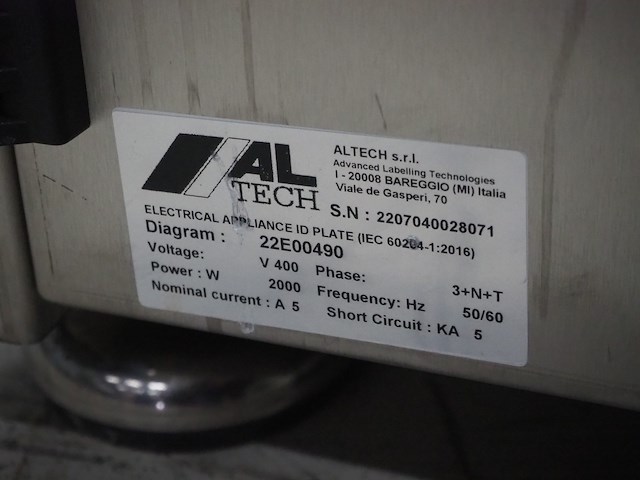 AL
TECH
ALTECH s.r.l.
Advanced Labelling Technologies
I - 20008 BAREGGIO (MI) Italia
Viale de Gasperi, 70
S.N : 2207040028071
ELECTRICAL APPLIANCE ID PLATE (IEC 60204-1:2016)
Diagram : 22E00490
Voltage: V 400 Phase: 3+N+T
Power : W 2000 Frequency: Hz 50/60
Nominal current : A 5 Short Circuit : KA 5